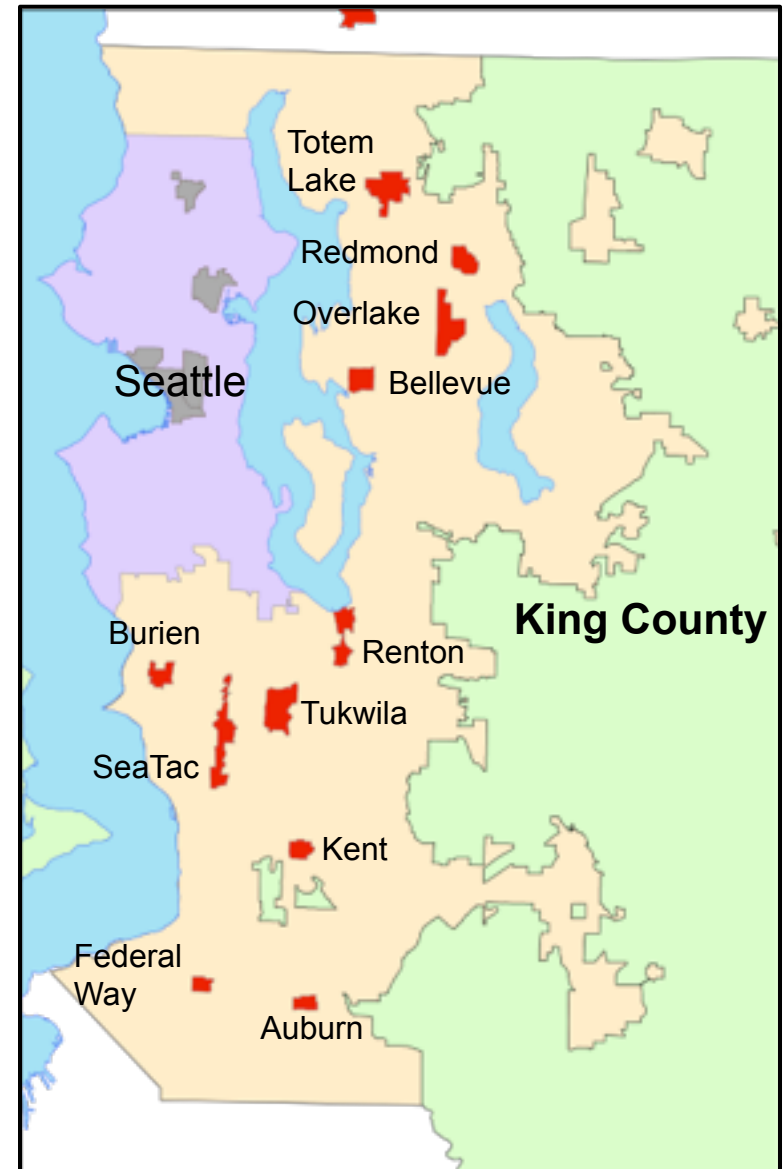 Totem
Lake
Redmond
Overlake
Seattle
Bellevue
King County
Burien
Renton
Tukwila
SeaTac
Kent
Federal
Way
Auburn